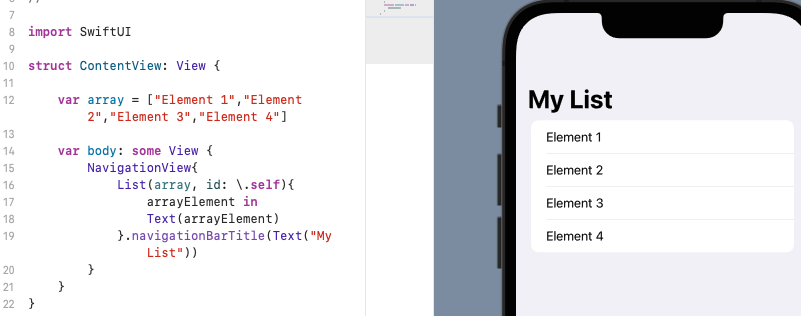 7
8 import SwiftUI
9
10 struct ContentView: View {
11
12 var array = ["Element 1","Element
2","Element 3","Element 4"]
13
14 var body: some View {
15 NavigationView{
16 List(array, id: \.self){
17 arrayElement in
18 Text(arrayElement)
19 }.navigationBarTitle(Text("My
List"))
20 }
21 }
22 }
My List
Element 1
Element 2
Element 3
Element 4